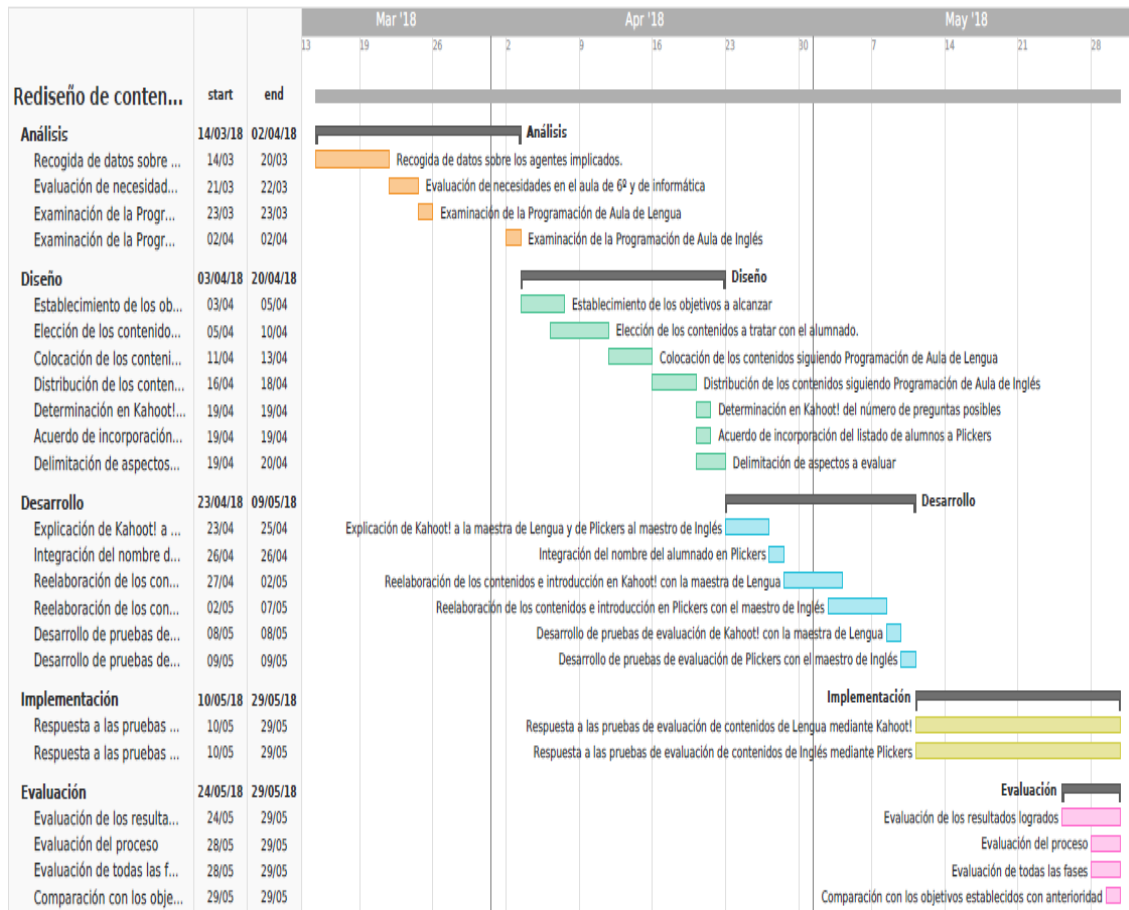 Mar '18 Apr '18 May '18
13 19 26 2 9 16 23 30 7 14 21 28
Rediseño de conten... start end
Análisis 14/03/18 02/04/18 Análisis
Recogida de datos sobre ... 14/03 20/03 Recogida de datos sobre los agentes implicados.
Evaluación de necesidad... 21/03 22/03 Evaluación de necesidades en el aula de 6º y de informática
Examinación de la Progr... 23/03 23/03 Examinación de la Programación de Aula de Lengua
Examinación de la Progr... 02/04 02/04 Examinación de la Programación de Aula de Inglés
Diseño 03/04/18 20/04/18 Diseño
Establecimiento de los ob... 03/04 05/04 Establecimiento de los objetivos a alcanzar
Elección de los contenido... 05/04 10/04 Elección de los contenidos a tratar con el alumnado.
Colocación de los conteni... 11/04 13/04 Colocación de los contenidos siguiendo Programación de Aula de Lengua
Distribución de los conten... 16/04 18/04 Distribución de los contenidos siguiendo Programación de Aula de Inglés
Determinación en Kahoot!... 19/04 19/04 Determinación en Kahoot! del número de preguntas posibles
Acuerdo de incorporación... 19/04 19/04 Acuerdo de incorporación del listado de alumnos a Plickers
Delimitación de aspectos... 19/04 20/04 Delimitación de aspectos a evaluar
Desarrollo 23/04/18 09/05/18 Desarrollo
Explicación de Kahoot! a ... 23/04 25/04 Explicación de Kahoot! a la maestra de Lengua y de Plickers al maestro de Inglés
Integración del nombre d... 26/04 26/04 Integración del nombre del alumnado en Plickers
Reelaboración de los con... 27/04 02/05 Reelaboración de los contenidos e introducción en Kahoot! con la maestra de Lengua
Reelaboración de los con... 02/05 07/05 Reelaboración de los contenidos e introducción en Plickers con el maestro de Inglés
Desarrollo de pruebas de... 08/05 08/05 Desarrollo de pruebas de evaluación de Kahoot! con la maestra de Lengua
Desarrollo de pruebas de... 09/05 09/05 Desarrollo de pruebas de evaluación de Plickers con el maestro de Inglés
Implementación 10/05/18 29/05/18 Implementación
Respuesta a las pruebas ... 10/05 29/05 Respuesta a las pruebas de evaluación de contenidos de Lengua mediante Kahoot!
Respuesta a las pruebas ... 10/05 29/05 Respuesta a las pruebas de evaluación de contenidos de Inglés mediante Plickers
Evaluación 24/05/18 29/05/18 Evaluación
Evaluación de los resulta... 24/05 29/05 Evaluación de los resultados logrados
Evaluación del proceso 28/05 29/05 Evaluación del proceso
Evaluación de todas las f... 28/05 29/05 Evaluación de todas las fases
Comparación con los obje... 29/05 29/05 Comparación con los objetivos establecidos con anterioridad